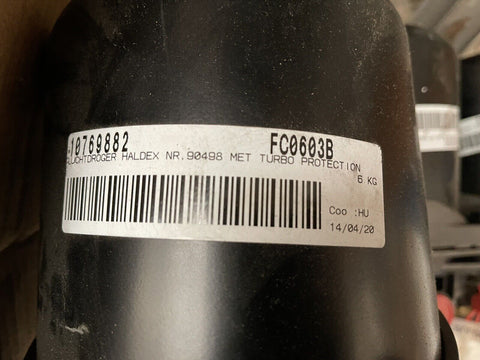 -10769882 FC0603B
LUCHTDROGER HALDEX NR.90498 MET TURBO PROTECTION
6 KG
Coo :HU
14/04/20